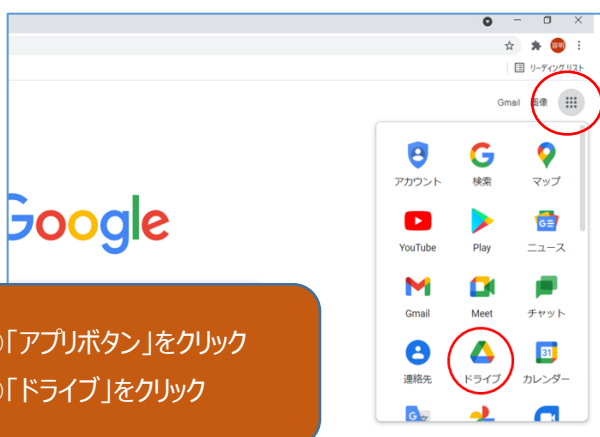 リーディング リスト
Gmail 画像
アカウント 検索 マップ
YouTube Play ニュース
Gmail Meet チャット
31
連絡先 ドライブ カレンダー
Google
「アプリボタン」をクリック
「ドライブ」をクリック